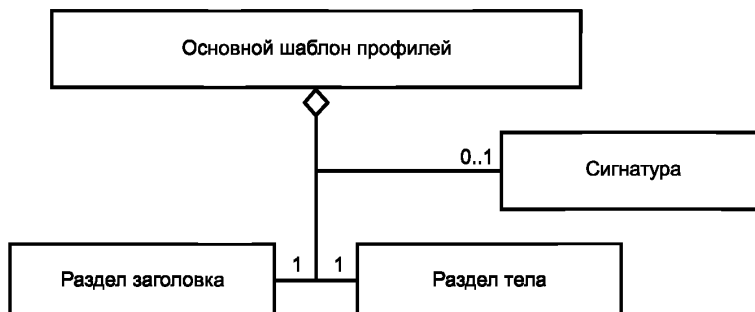 Основной шаблон профилей
0..1
Сигнатура
1
1
Раздел заголовка
Раздел тела